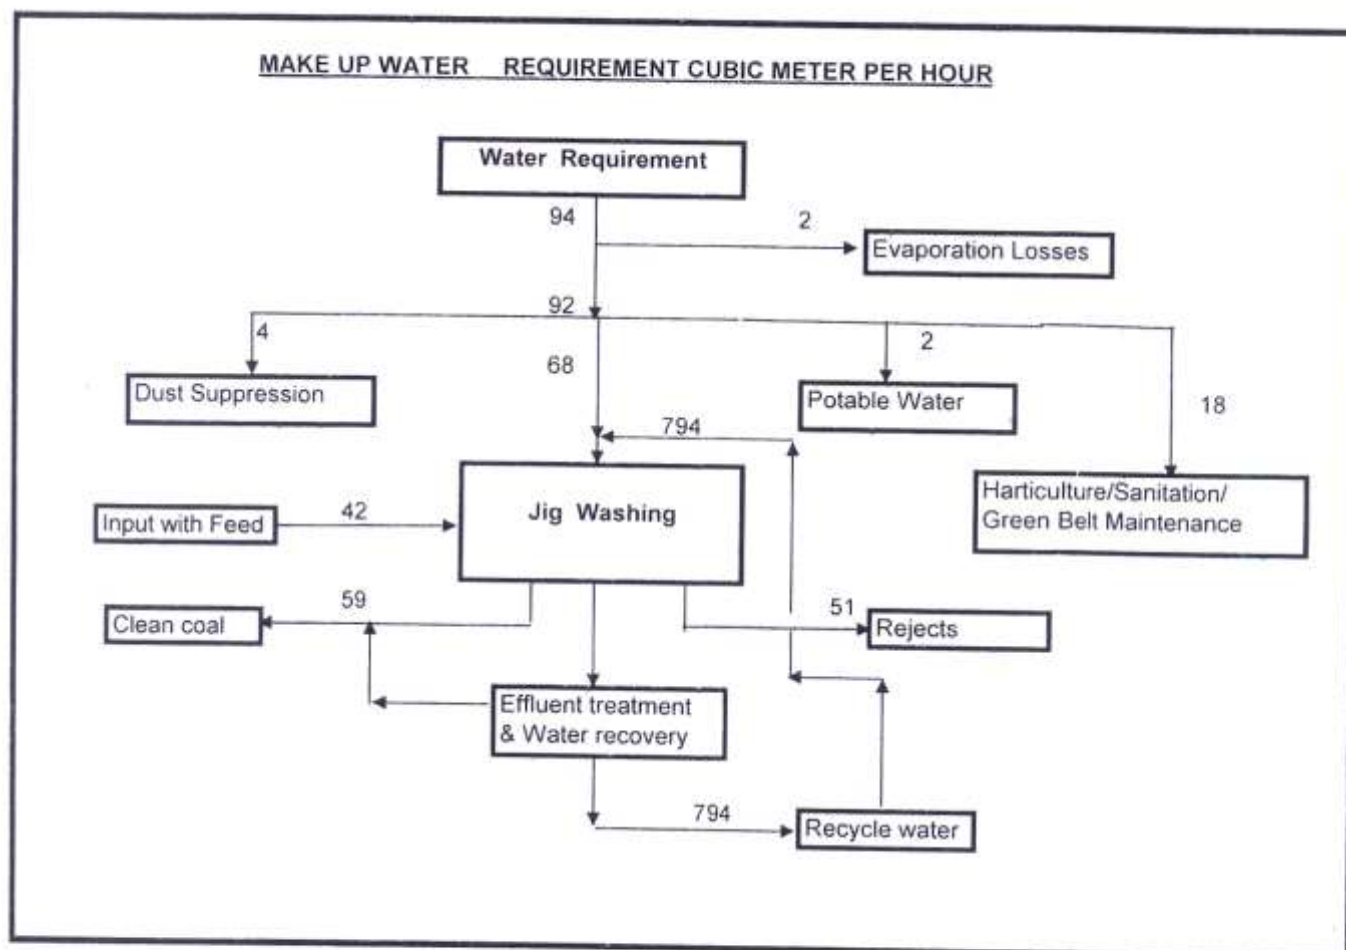 MAKE UP WATER REQUIREMENT CUBIC METER PER HOUR
Water Requirement
94
2
Evaporation Losses
92
4
68
2
Dust Suppression
Potable Water
18
794
Harticulture/Sanitation/
Green Belt Maintenance
Input with Feed
42
Jig Washing
59
51
Clean coal
Rejects
Effluent treatment
& Water recovery
794
Recycle water